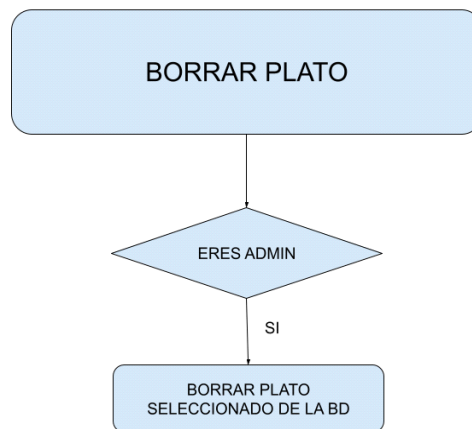 BORRAR PLATO
ERES ADMIN
SI
BORRAR PLATO
SELECCIONADO DE LA BD